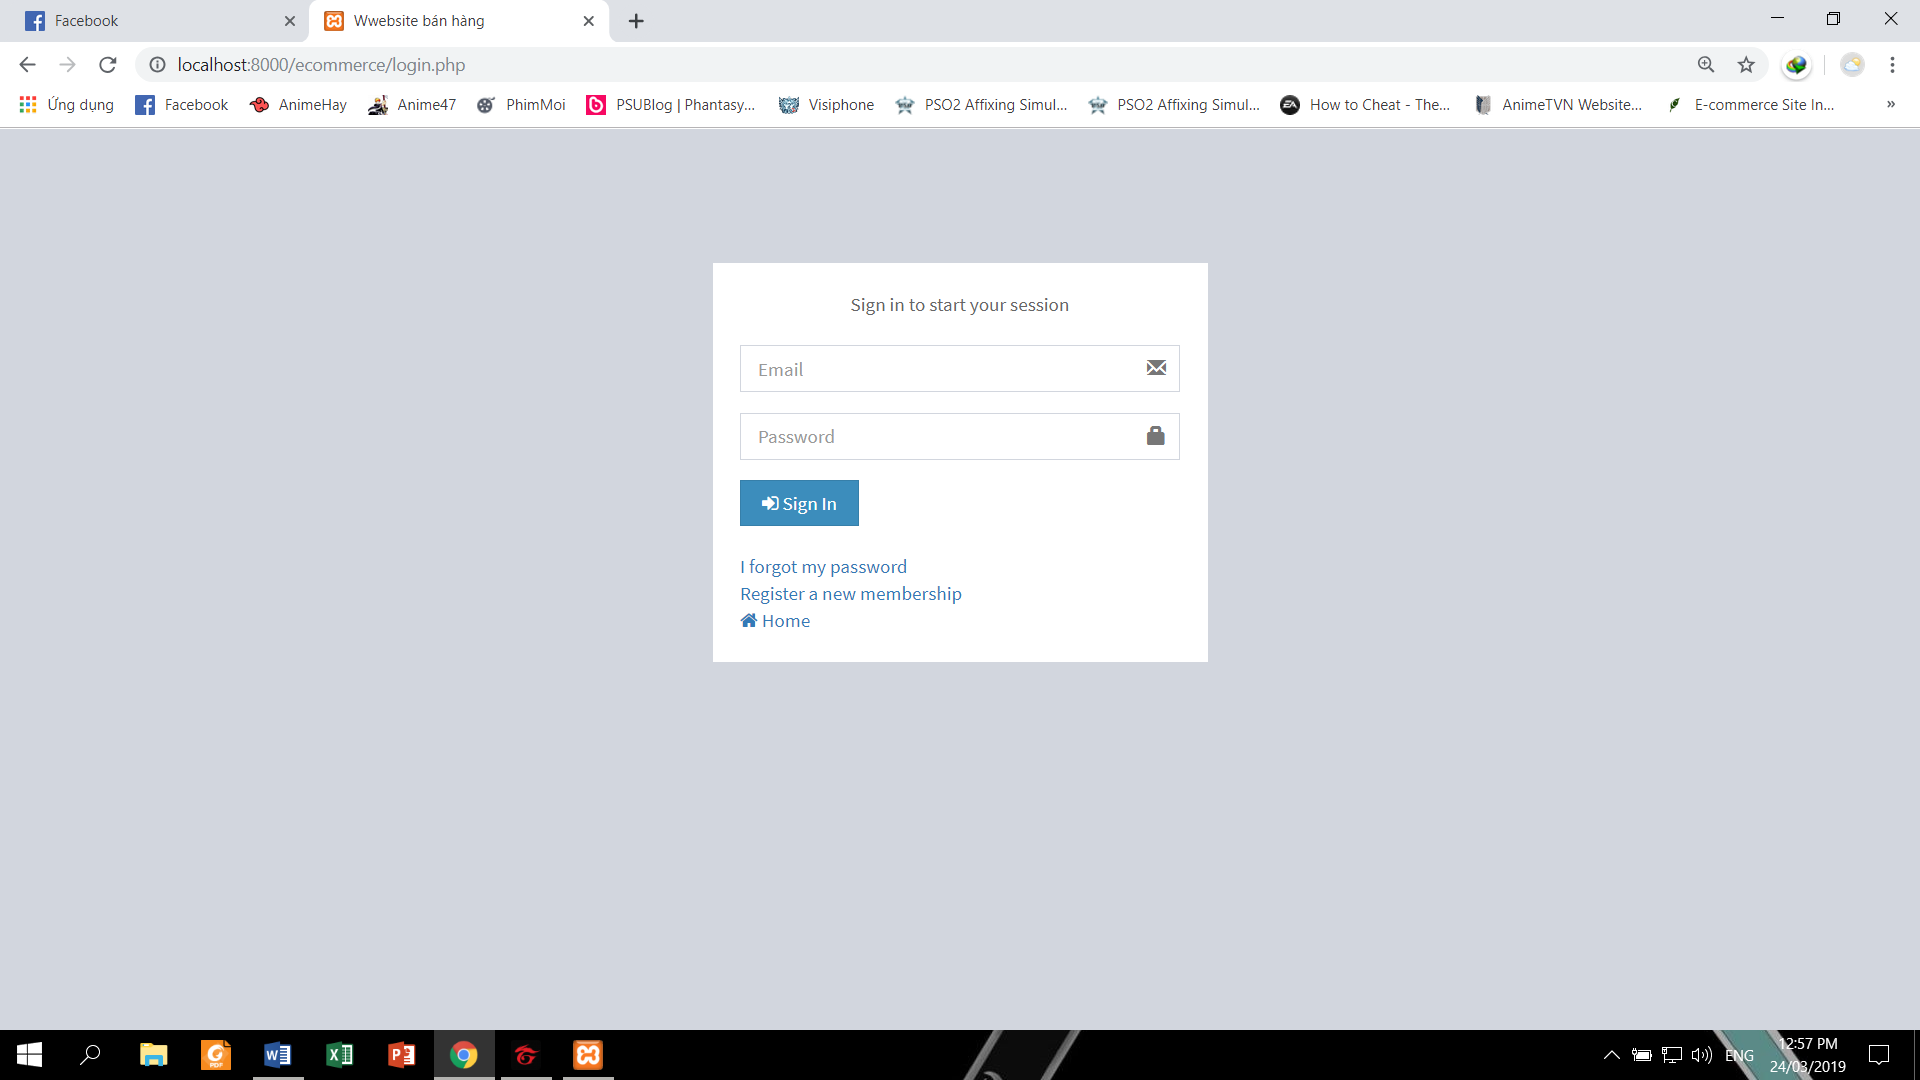 Facebook
Wwebsite bán hàng
localhost:8000/ecommerce/login.php
Ứng dụng Facebook AnimeHay Anime47 PhimMoi PSUBlog | Phantasy... Visiphone PSO2 Affixing Simul... PSO2 Affixing Simul... How to Cheat - The... AnimeTVN Website... E-commerce Site In... »
Sign in to start your session
Email
Password
Sign In
I forgot my password
Register a new membership
Home
ENG
12:57 PM
24/03/2019